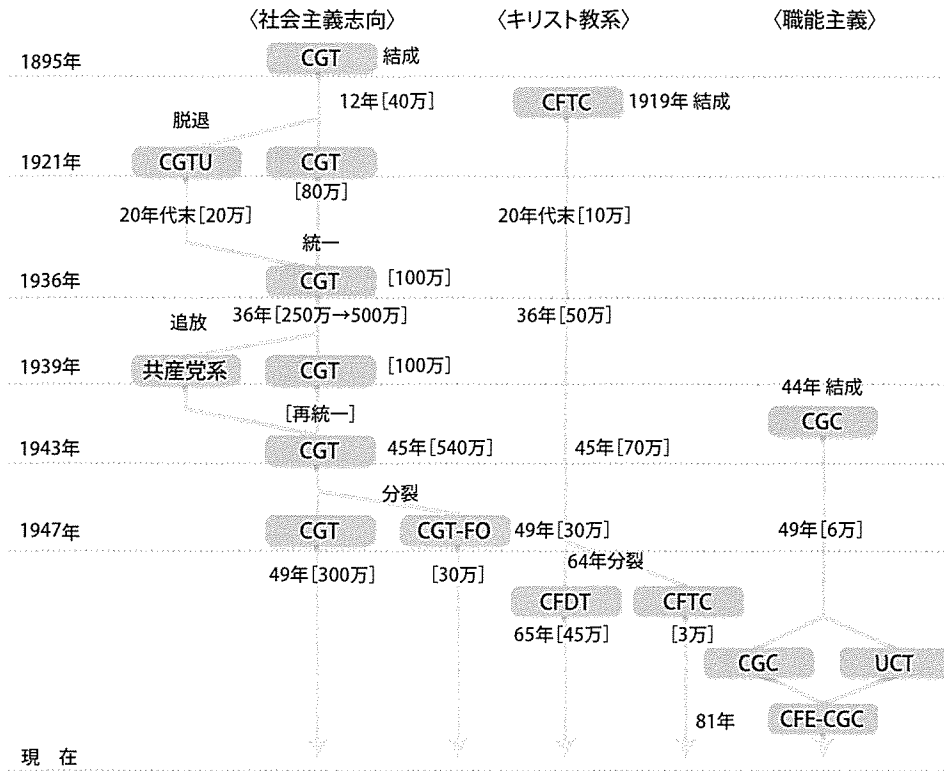 〈社会主義志向〉 〈キリスト教系〉 〈職能主義〉
1895年 CGT 結成
12年[40万] CFTC 1919年 結成
脱退
1921年 CGTU CGT
[80万]
20年代末[20万] 20年代末[10万]
統一
1936年 CGT [100万]
36年[250万→500万] 36年[50万]
追放
1939年 共産党系 CGT [100万]
44年 結成
[再統一] CGC
1943年 CGT 45年[540万] 45年[70万]
分裂
1947年 CGT CGT-FO 49年[30万] 49年[6万]
64年分裂
49年[300万] [30万]
CFDT CFTC
65年[45万] [3万]
CGC UCT
81年 CFE-CGC
現 在